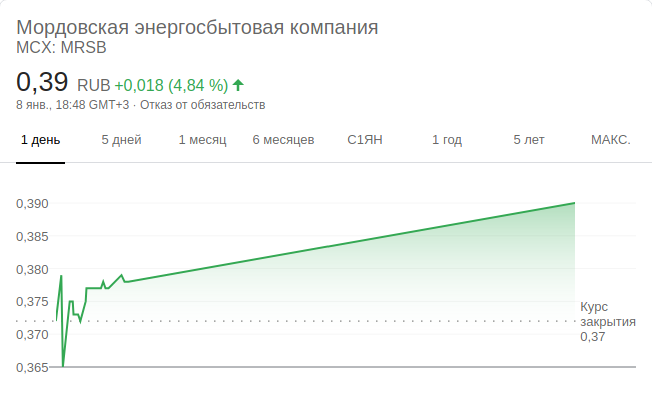 Мордовская энергосбытовая компания
MCX: MRSB
0,39 RUB +0,018 (4,84 %)
8 янв., 18:48 GMT+3 · Отказ от обязательств
1 день 5 дней 1 месяц 6 месяцев С1ЯН 1 год 5 лет МАКС.
0,390
0,385
0,380
0,375
0,370
0,365
Курс
закрытия
0,37